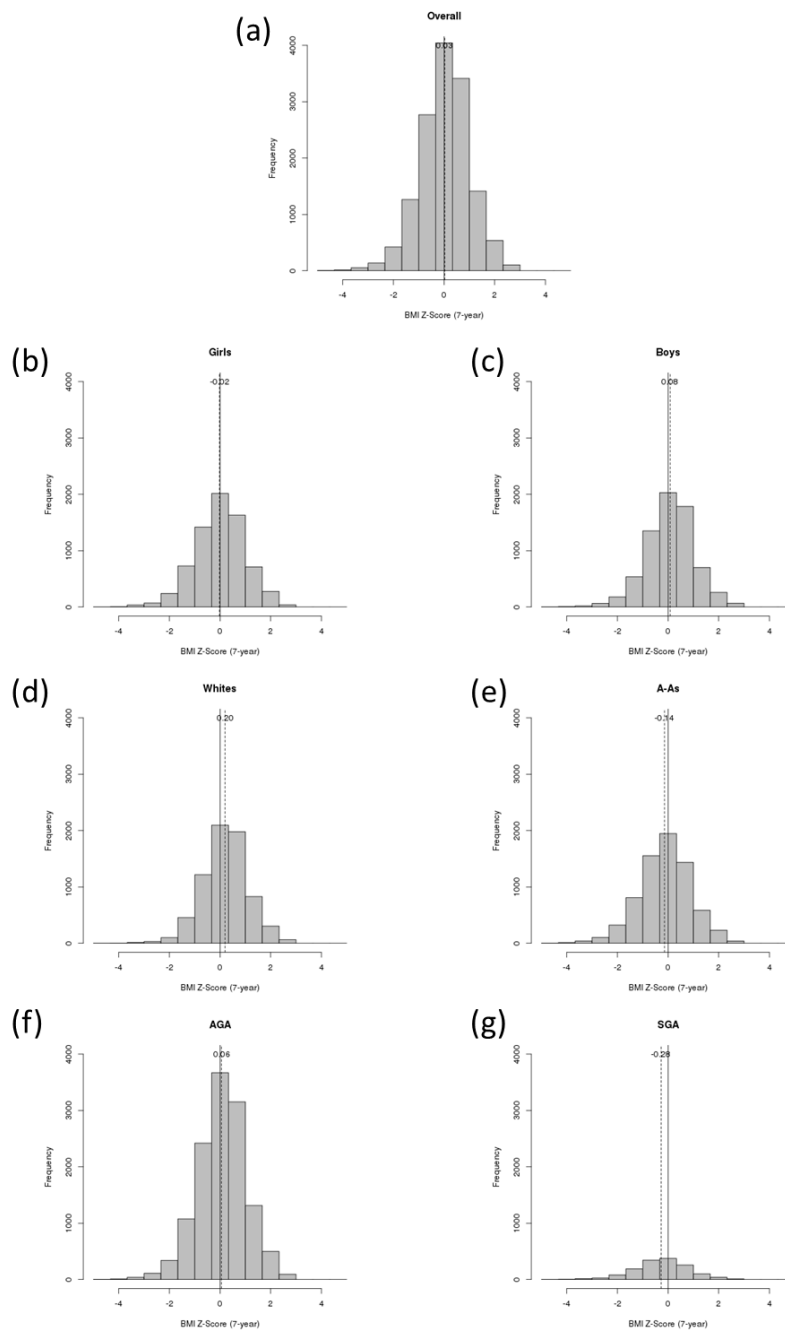 (a)
Overall
0.03
Frequency
0 1000 2000 3000 4000
-4 -2 0 2 4
BMI Z-Score (7-year)
(b)
Girls
-0.02
Frequency
0 1000 2000 3000 4000
-4 -2 0 2 4
BMI Z-Score (7-year)
(c)
Boys
0.08
Frequency
0 1000 2000 3000 4000
-4 -2 0 2 4
BMI Z-Score (7-year)
(d)
Whites
0.20
Frequency
0 1000 2000 3000 4000
-4 -2 0 2 4
BMI Z-Score (7-year)
(e)
A-As
-0.14
Frequency
0 1000 2000 3000 4000
-4 -2 0 2 4
BMI Z-Score (7-year)
(f)
AGA
0.06
Frequency
0 1000 2000 3000 4000
-4 -2 0 2 4
BMI Z-Score (7-year)
(g)
SGA
-0.28
Frequency
0 1000 2000 3000 4000
-4 -2 0 2 4
BMI Z-Score (7-year)